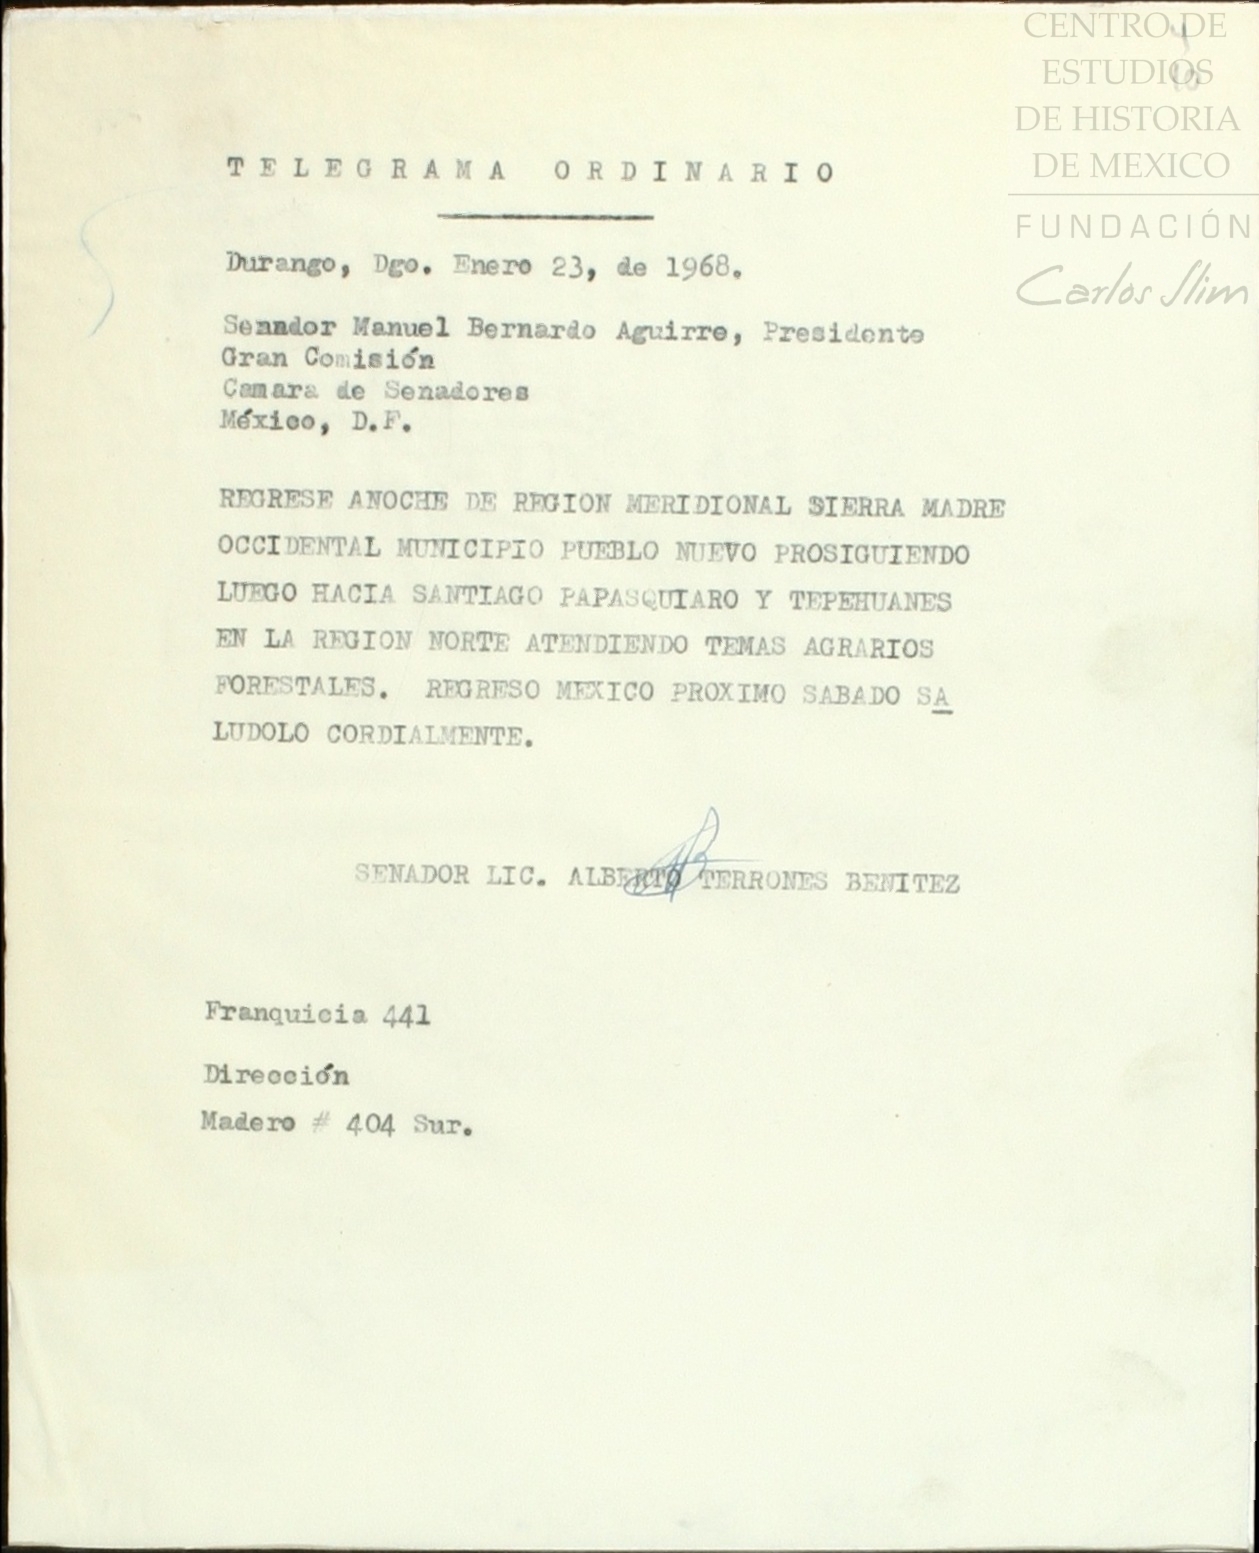 CENTRO DE
ESTUDIOS
DE HISTORIA
DE MEXICO
FUNDACIÓN
Carlos Slim
TELEGRAMA ORDINARIO
Durango, Dgo. Enero 23, de 1968.
Senador Manuel Bernardo Aguirre, Presidente
Gran Comisión
Camara de Senadores
México, D.F.
REGRESE ANOCHE DE REGION MERIDIONAL SIERRA MADRE
OCCIDENTAL MUNICIPIO PUEBLO NUEVO PROSIGUIENDO
LUEGO HACIA SANTIAGO PAPASQUIARO Y TEPEHUANES
EN LA REGION NORTE ATENDIENDO TEMAS AGRARIOS
FORESTALES. REGRESO MEXICO PROXIMO SABADO SA
LUDOLO CORDIALMENTE.
SENADOR LIC. ALBERTO TERRONES BENITEZ
Franquicia 441
Dirección
Madero # 404 Sur.